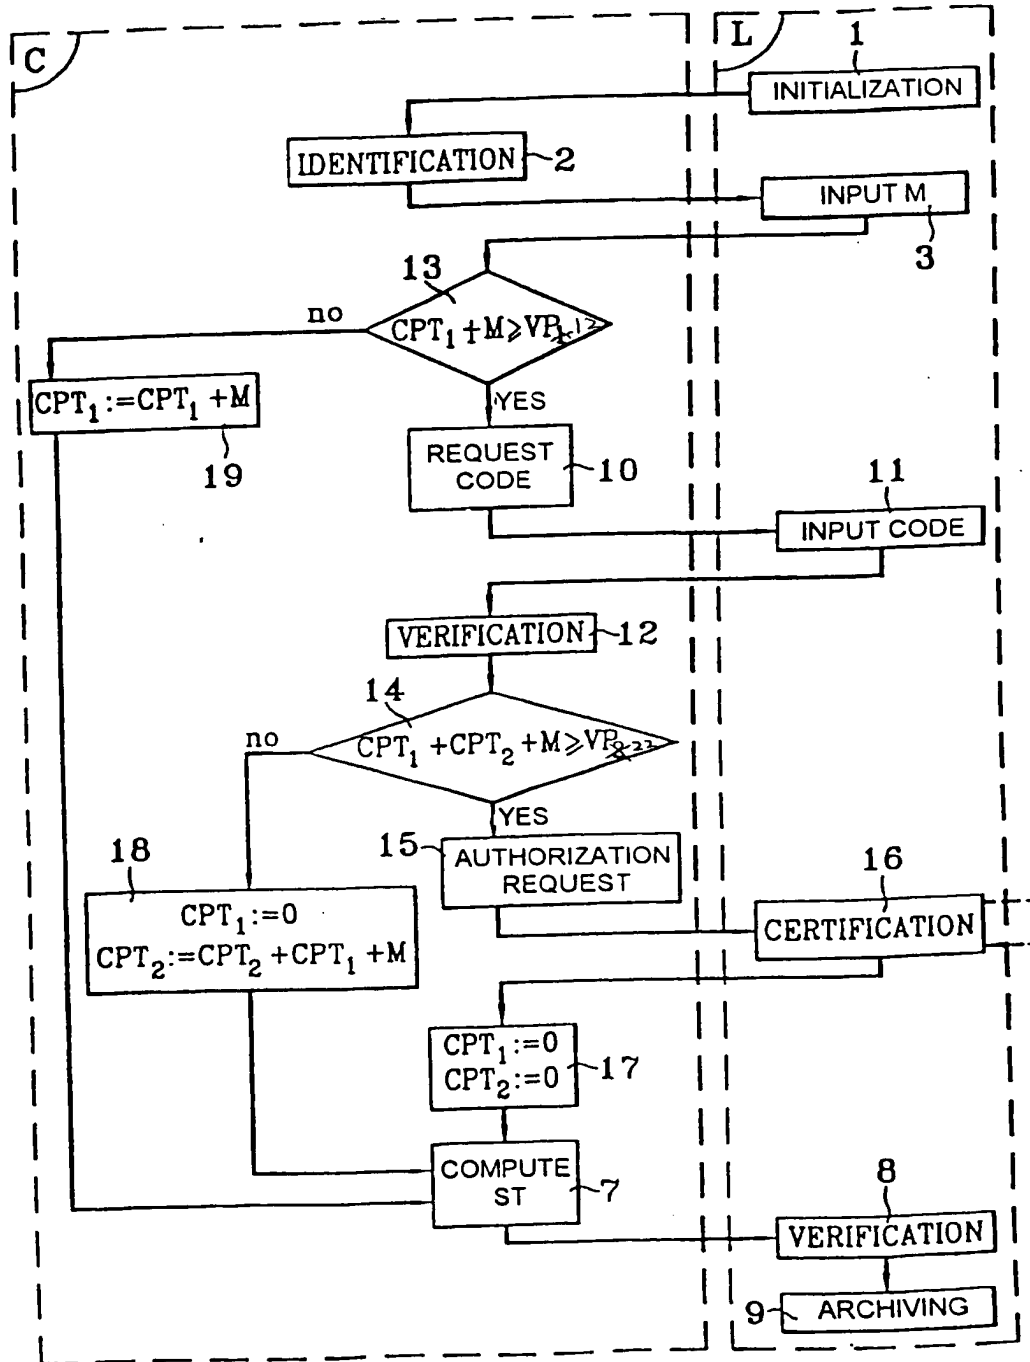 C
L
1
INITIALIZATION
IDENTIFICATION
2
INPUT M
3
13
no
CPT₁ + M ≥ VP
12
YES
CPT₁ := CPT₁ + M
19
REQUEST
CODE
10
11
INPUT CODE
VERIFICATION
12
14
no
CPT₁ + CPT₂ + M ≥ VP
22
YES
15
AUTHORIZATION
REQUEST
18
CPT₁ := 0
CPT₂ := CPT₂ + CPT₁ + M
16
CERTIFICATION
CPT₁ := 0
CPT₂ := 0
17
COMPUTE
ST
7
8
VERIFICATION
9
ARCHIVING